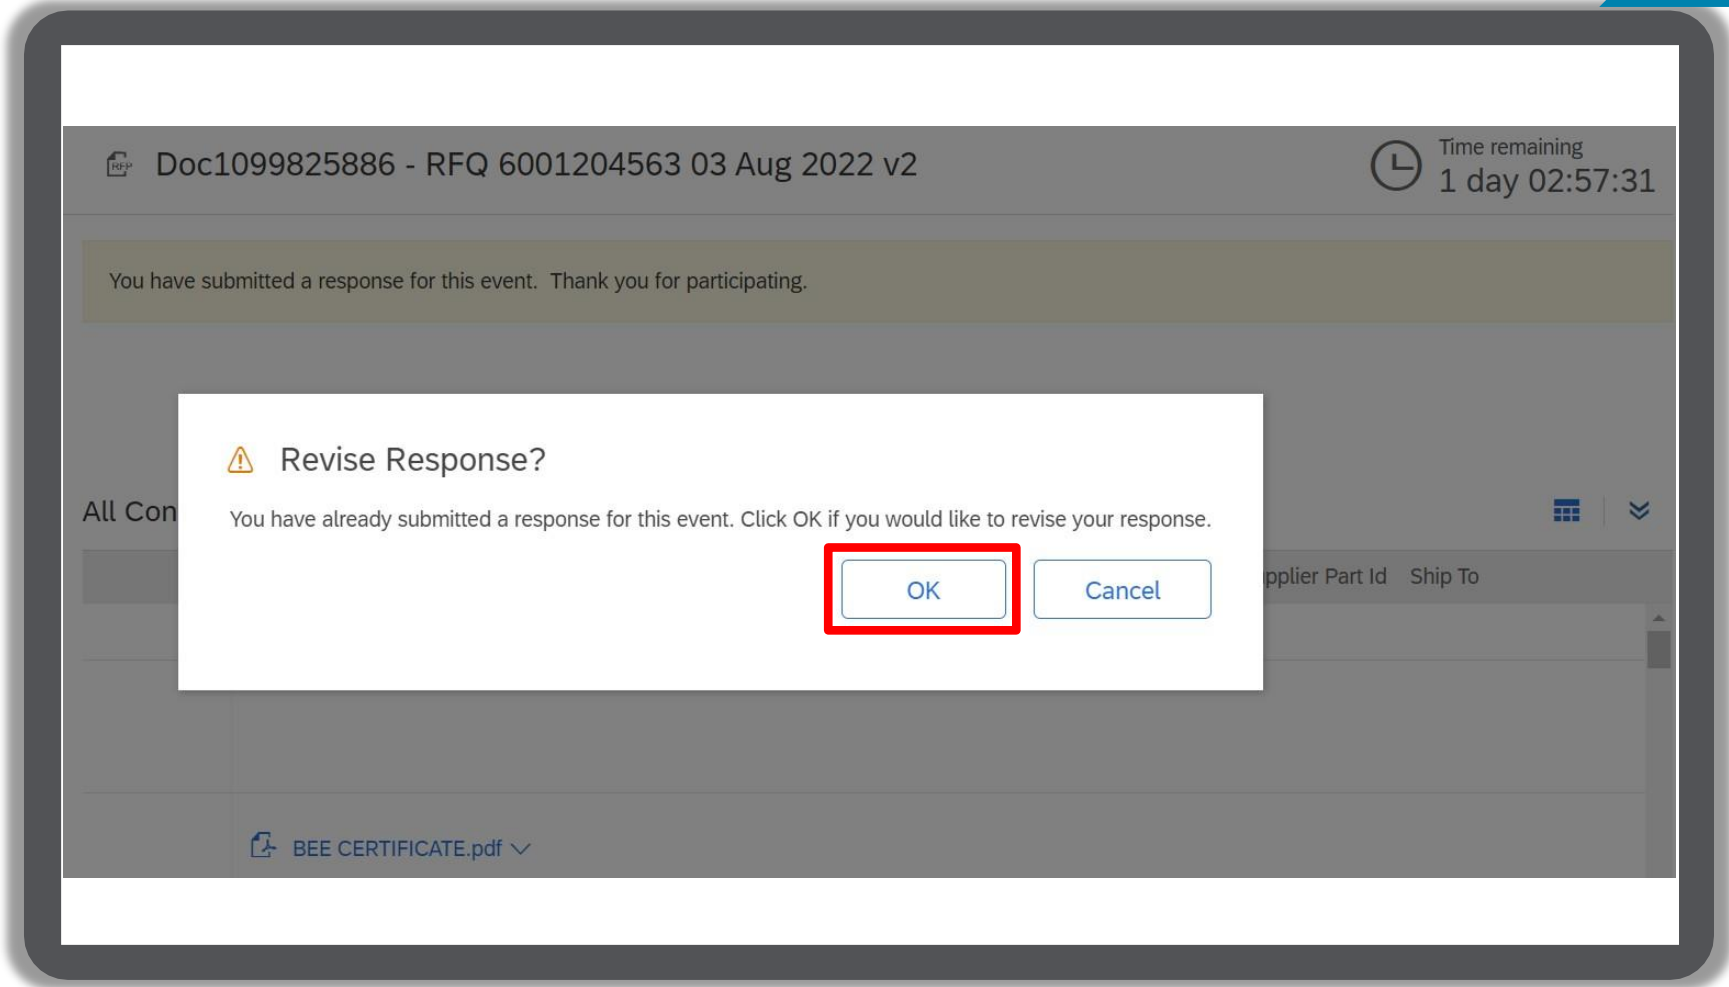 RFP
Doc1099825886 - RFQ 6001204563 03 Aug 2022 v2
Time remaining
1 day 02:57:31
You have submitted a response for this event. Thank you for participating.
Revise Response?
You have already submitted a response for this event. Click OK if you would like to revise your response.
OK
Cancel
All Con
pplier Part Id
Ship To
BEE CERTIFICATE.pdf